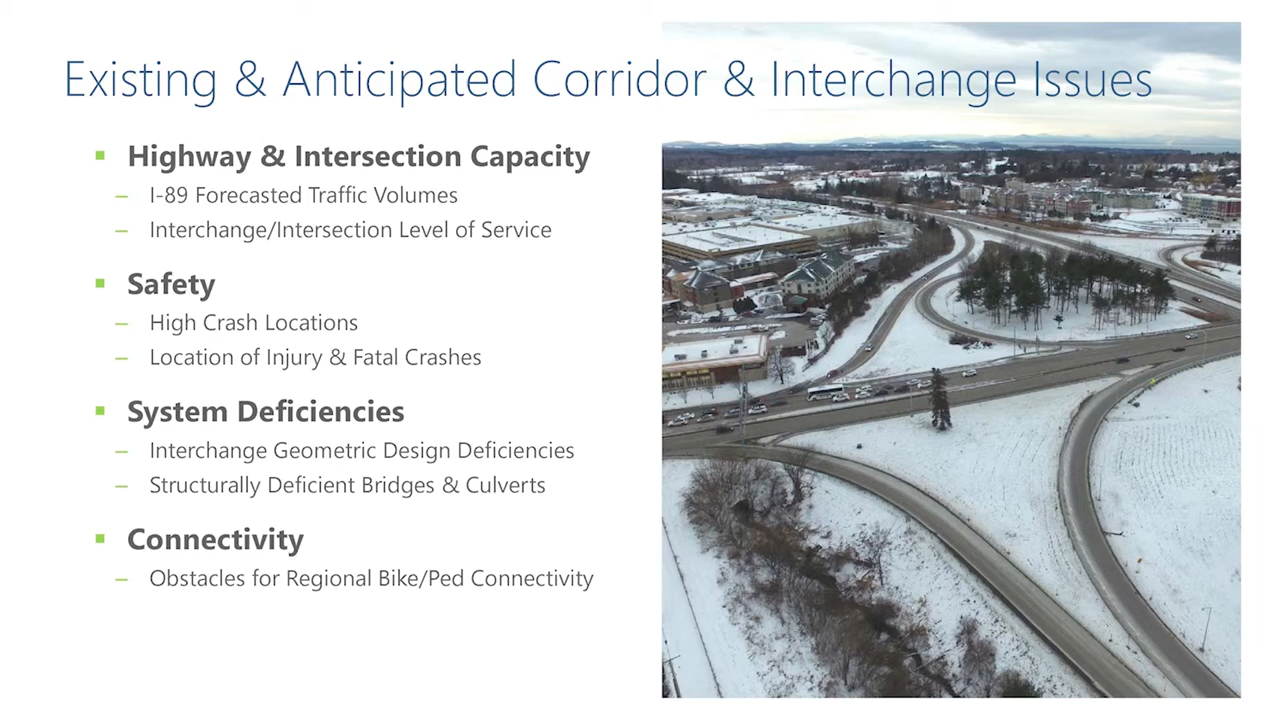 Existing & Anticipated Corridor & Interchange Issues
Highway & Intersection Capacity
– I-89 Forecasted Traffic Volumes
– Interchange/Intersection Level of Service
Safety
– High Crash Locations
– Location of Injury & Fatal Crashes
System Deficiencies
– Interchange Geometric Design Deficiencies
– Structurally Deficient Bridges & Culverts
Connectivity
– Obstacles for Regional Bike/Ped Connectivity